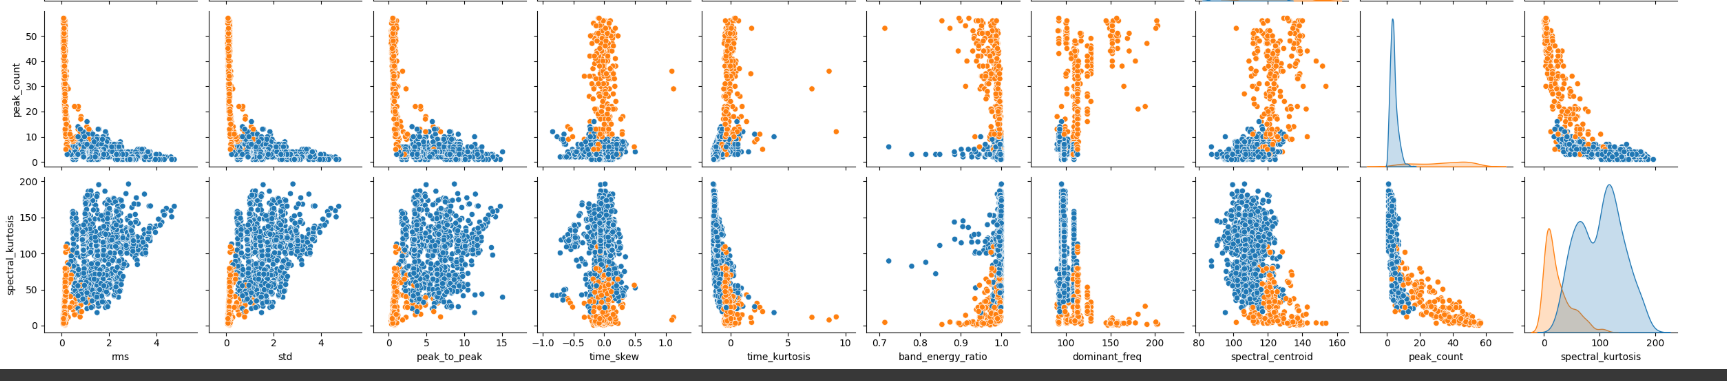 50
40
30
20
10
0
peak_count
200
150
100
50
0
spectral_kurtosis
0 2 4
0 2 4
0 5 10 15
−1.0 −0.5 0.0 0.5 1.0
0 5 10
0.7 0.8 0.9 1.0
100 150 200
80 100 120 140 160
0 20 40 60
0 100 200
rms
std
peak_to_peak
time_skew
time_kurtosis
band_energy_ratio
dominant_freq
spectral_centroid
peak_count
spectral_kurtosis